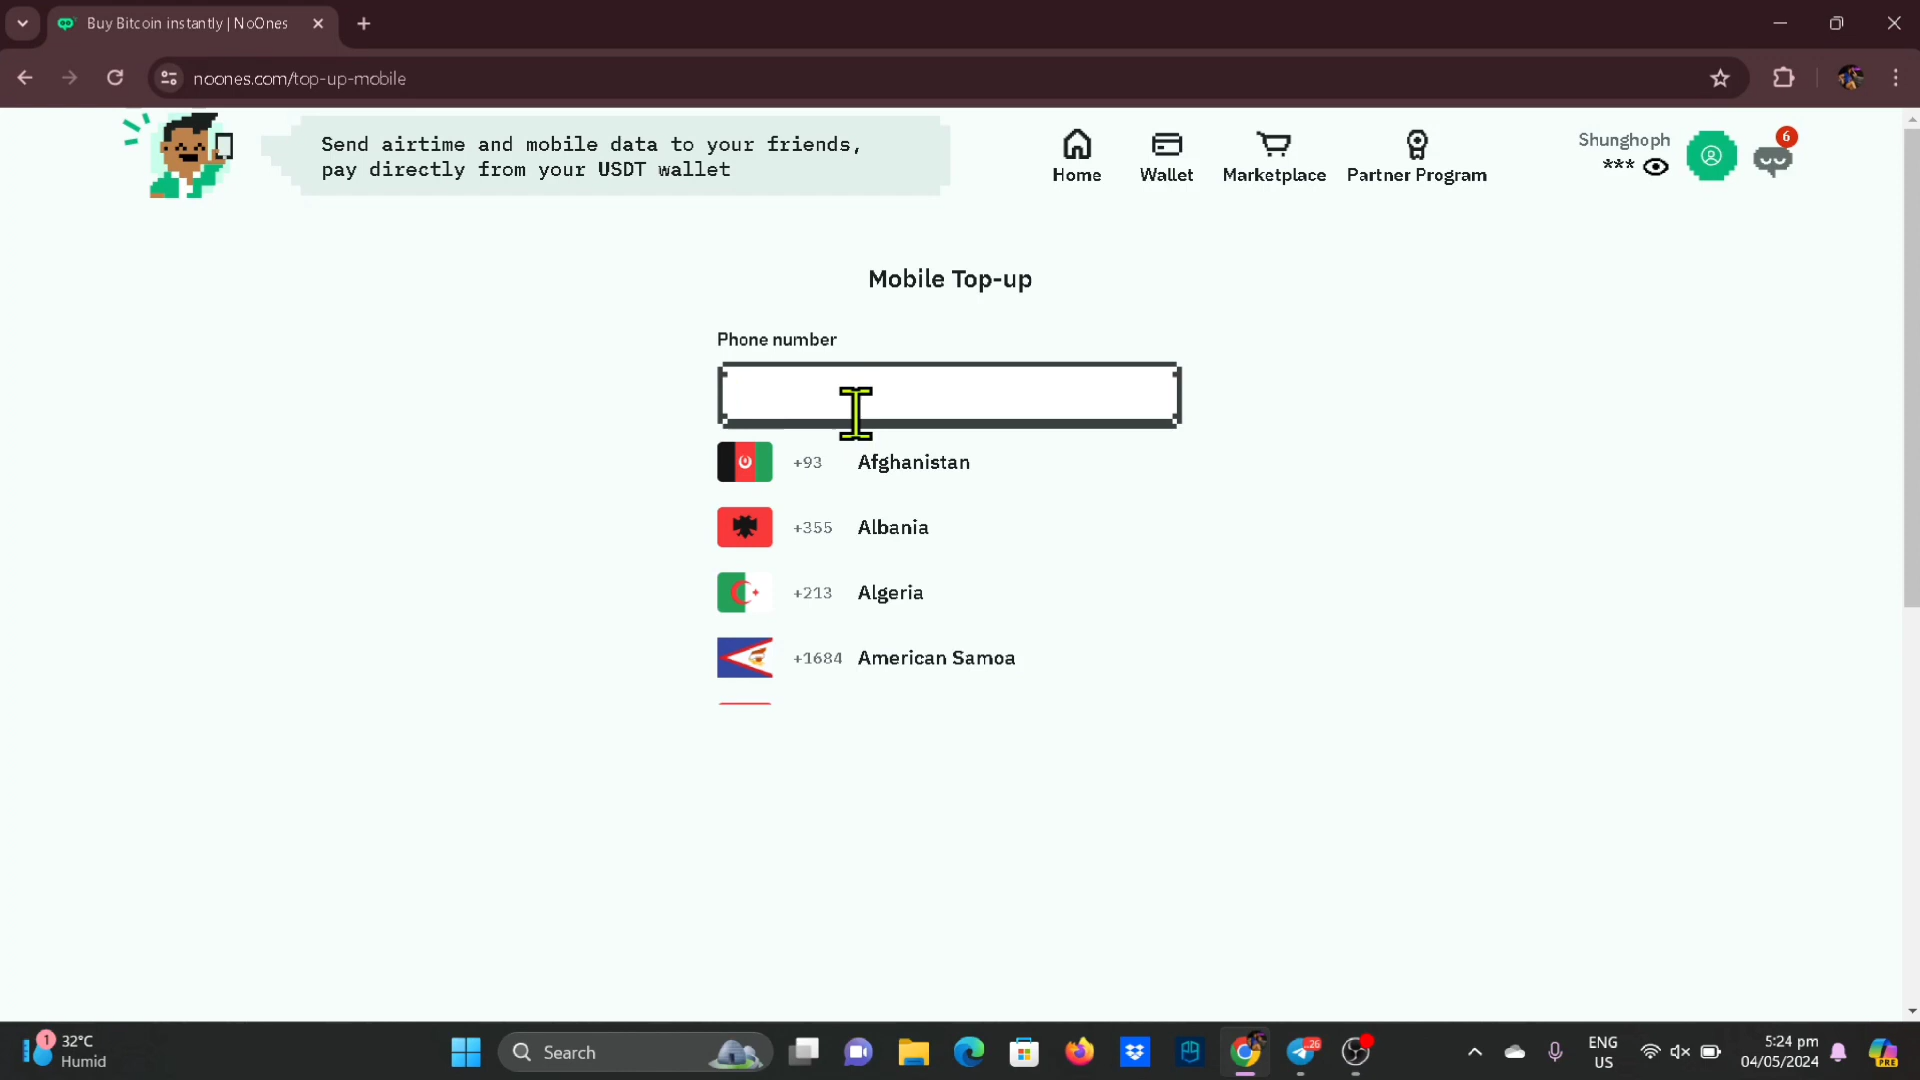 Buy Bitcoin instantly | NoOnes
noones.com/top-up-mobile
Send airtime and mobile data to your friends,
pay directly from your USDT wallet
Home
Wallet
Marketplace
Partner Program
Shunghoph
***
6
Mobile Top-up
Phone number
+93 Afghanistan
+355 Albania
+213 Algeria
+1684 American Samoa
1
32°C
Humid
Search
26
ENG
US
5:24 pm
04/05/2024
PRE